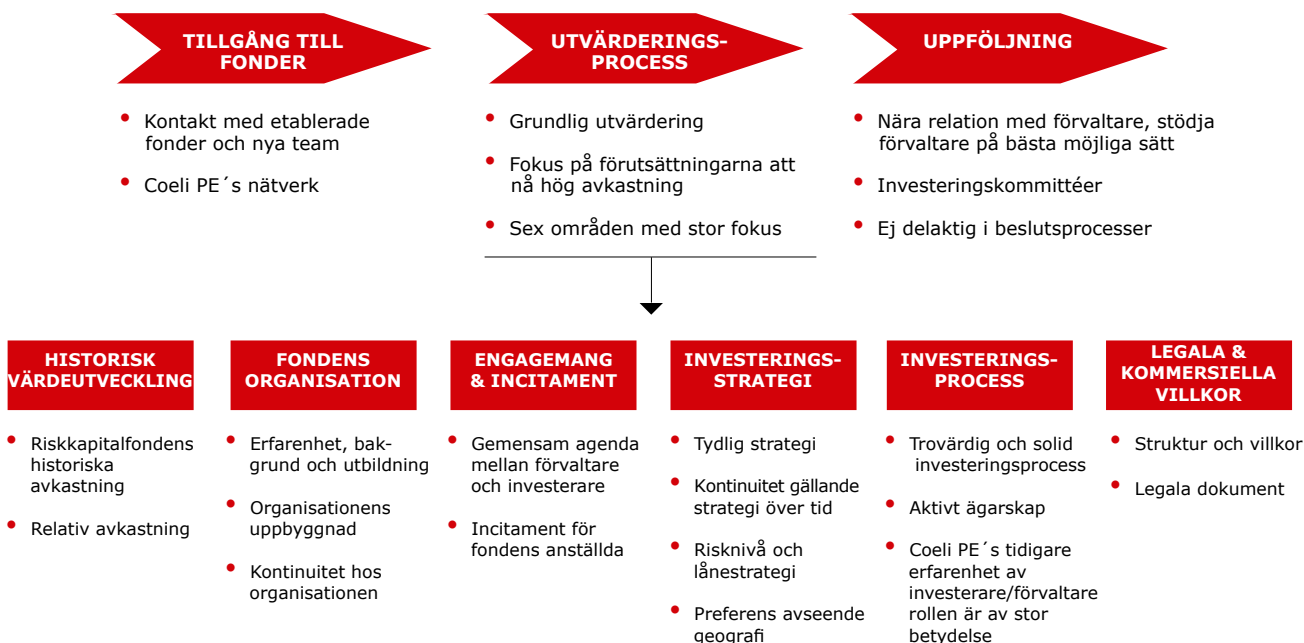 TILLGÅNG TILL
FONDER
Kontakt med etablerade
fonder och nya team
Coeli PE´s nätverk
UTVÄRDERINGS-
PROCESS
Grundlig utvärdering
Fokus på förutsättningarna att
nå hög avkastning
Sex områden med stor fokus
UPPFÖLJNING
Nära relation med förvaltare, stödja
förvaltare på bästa möjliga sätt
Investeringskommittéer
Ej delaktig i beslutsprocesser
HISTORISK
VÄRDEUTVECKLING
Riskkapitalfondens
historiska
avkastning
Relativ avkastning
FONDENS
ORGANISATION
Erfarenhet, bak-
grund och utbildning
Organisationens
uppbyggnad
Kontinuitet hos
organisationen
ENGAGEMANG
& INCITAMENT
Gemensam agenda
mellan förvaltare
och investerare
Incitament för
fondens anställda
INVESTERINGS-
STRATEGI
Tydlig strategi
Kontinuitet gällande
strategi över tid
Risknivå och
lånestrategi
Preferens avseende
geografi
INVESTERINGS-
PROCESS
Trovärdig och solid
investeringsprocess
Aktivt ägarskap
Coeli PE´s tidigare
erfarenhet av
investerare/förvaltare
rollen är av stor
betydelse
LEGALA &
KOMMERSIELLA
VILLKOR
Struktur och villkor
Legala dokument